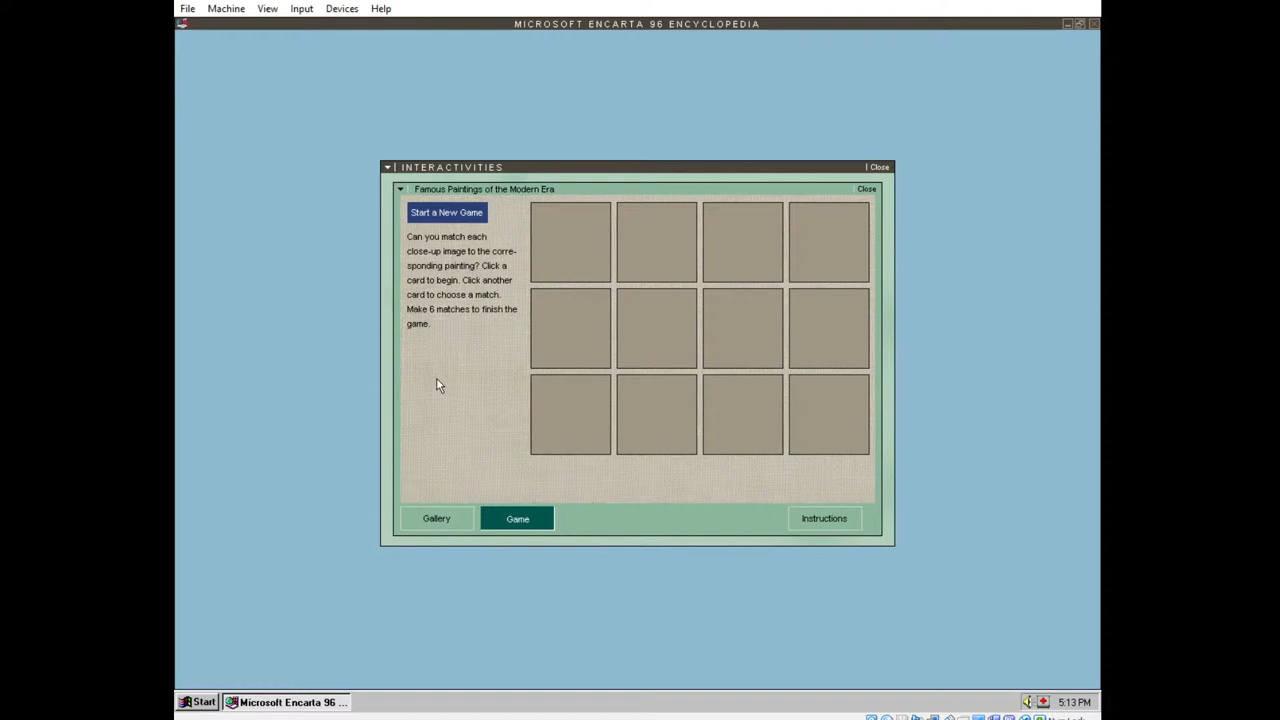 File Machine View Input Devices Help
MICROSOFT ENCARTA 96 ENCYCLOPEDIA
INTERACTIVITIES
Close
Famous Paintings of the Modern Era
Close
Start a New Game
Can you match each
close-up image to the corre-
sponding painting? Click a
card to begin. Click another
card to choose a match.
Make 6 matches to finish the
game.
Gallery
Game
Instructions
Start
Microsoft Encarta 96 ...
5:13 PM